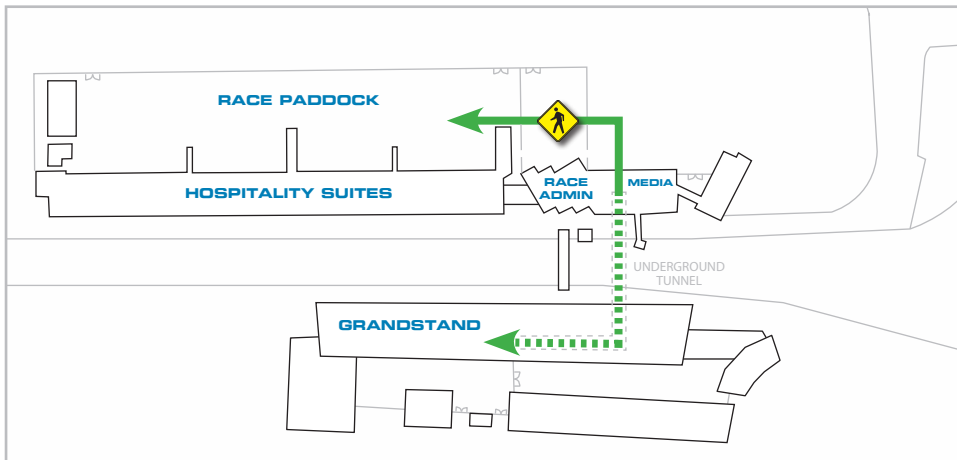 RACE PADDOCK
HOSPITALITY SUITES
RACE
ADMIN
MEDIA
UNDERGROUND
TUNNEL
GRANDSTAND